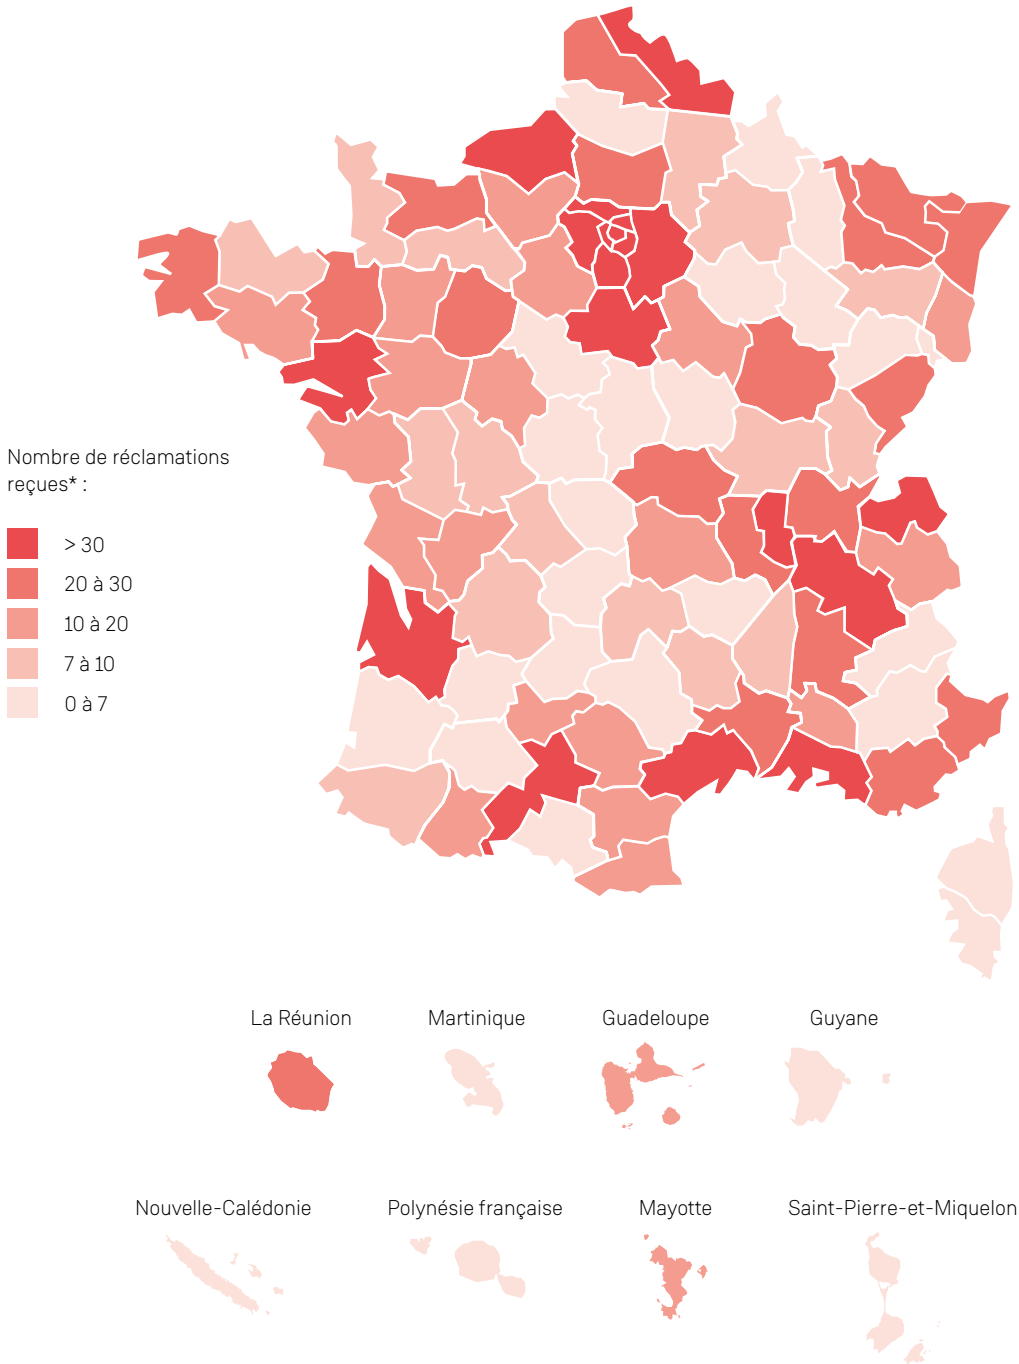 Nombre de réclamations
reçues* :
> 30
20 à 30
10 à 20
7 à 10
0 à 7
La Réunion
Martinique
Guadeloupe
Guyane
Nouvelle-Calédonie
Polynésie française
Mayotte
Saint-Pierre-et-Miquelon